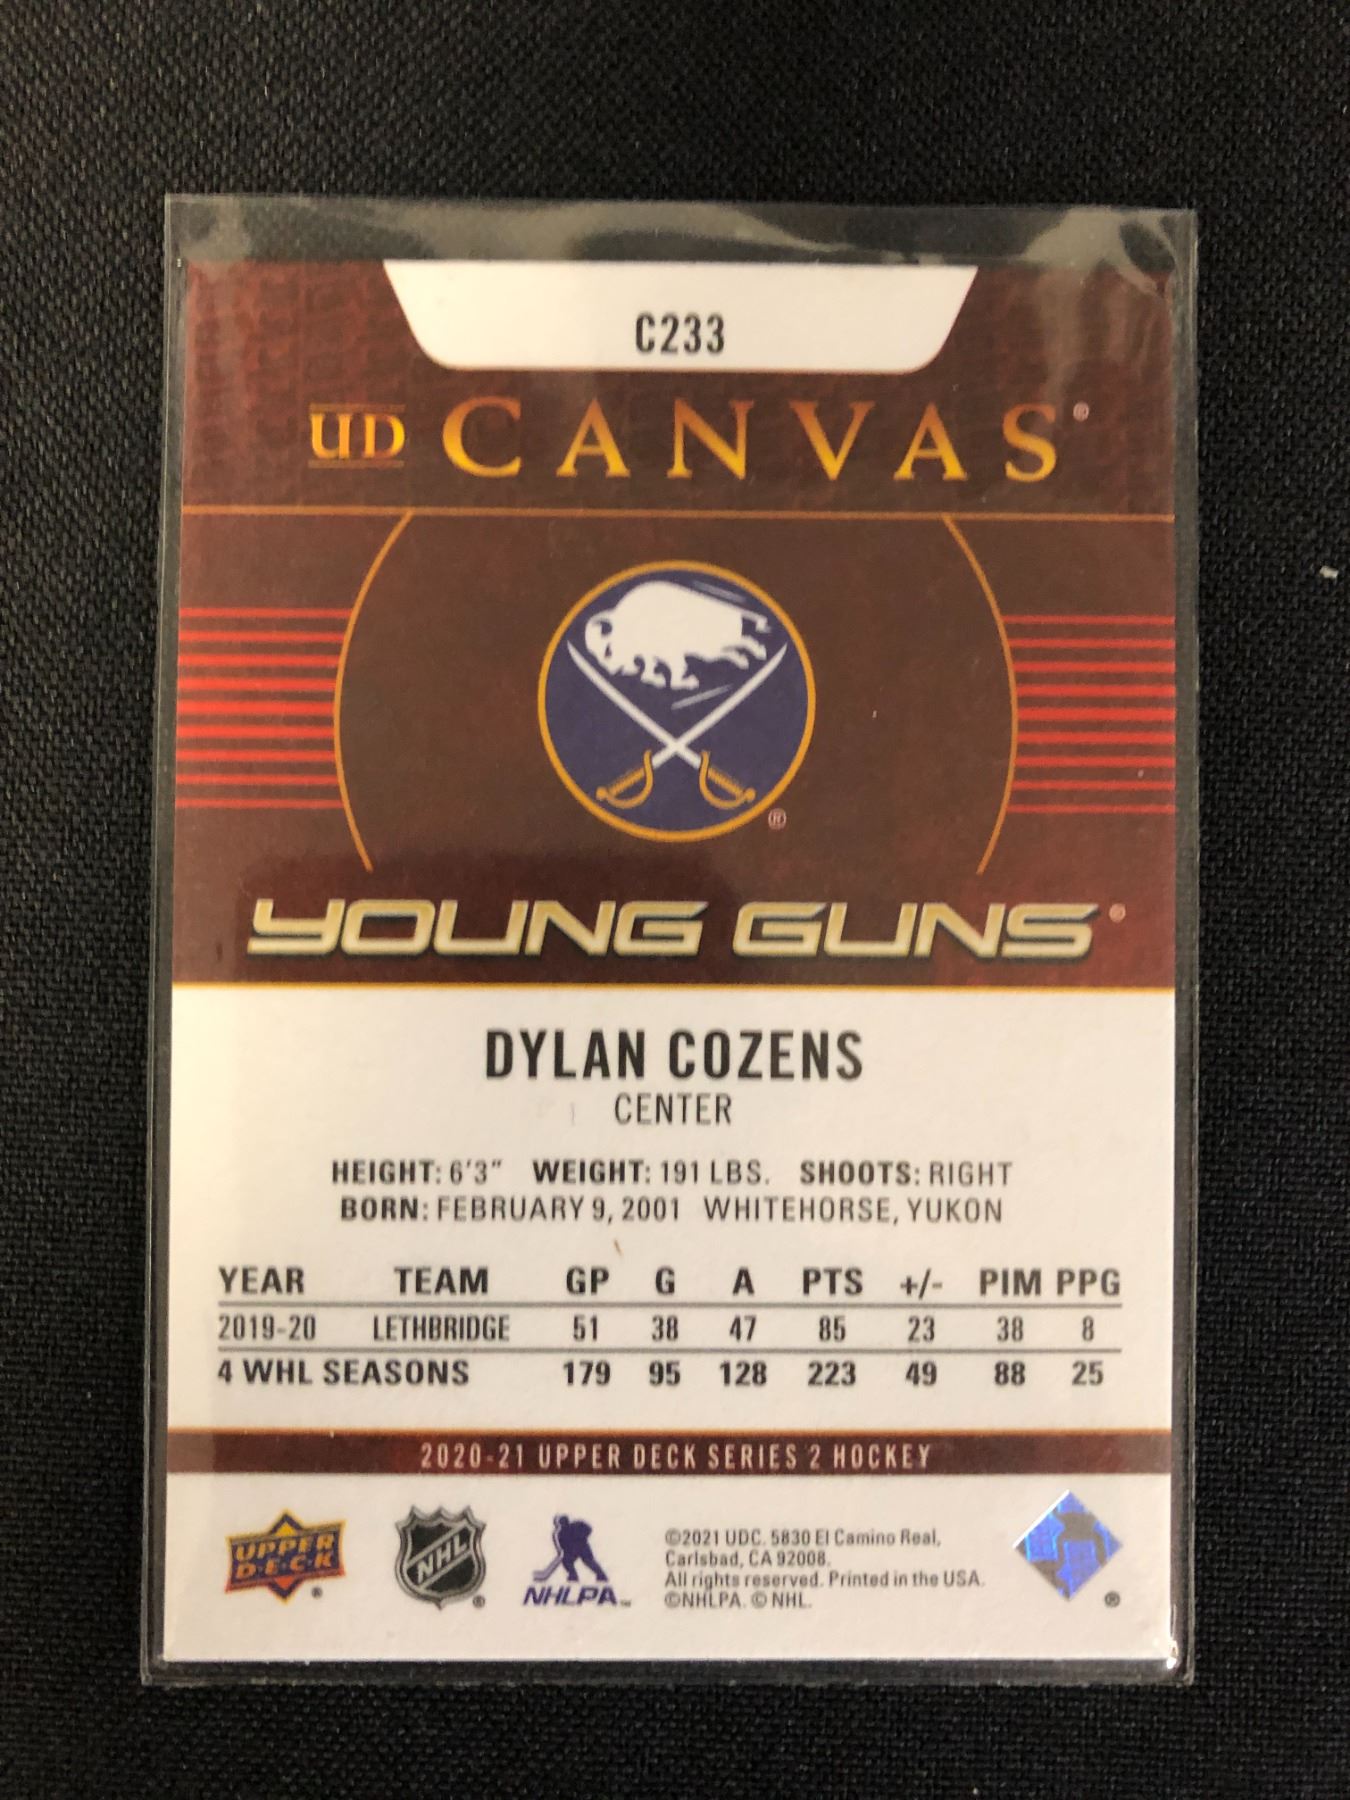 C233
UD CANVAS®
®
YOUNG GUNS®
DYLAN COZENS
CENTER
HEIGHT: 6'3" WEIGHT: 191 LBS. SHOOTS: RIGHT
BORN: FEBRUARY 9, 2001 WHITEHORSE, YUKON
YEAR TEAM GP G A PTS +/- PIM PPG
2019-20 LETHBRIDGE 51 38 47 85 23 38 8
4 WHL SEASONS 179 95 128 223 49 88 25
2020-21 UPPER DECK SERIES 2 HOCKEY
UPPER
D·E·C·K
®
NHL
®
NHLPA™
©2021 UDC. 5830 El Camino Real,
Carlsbad, CA 92008.
All rights reserved. Printed in the USA.
©NHLPA. © NHL.
®